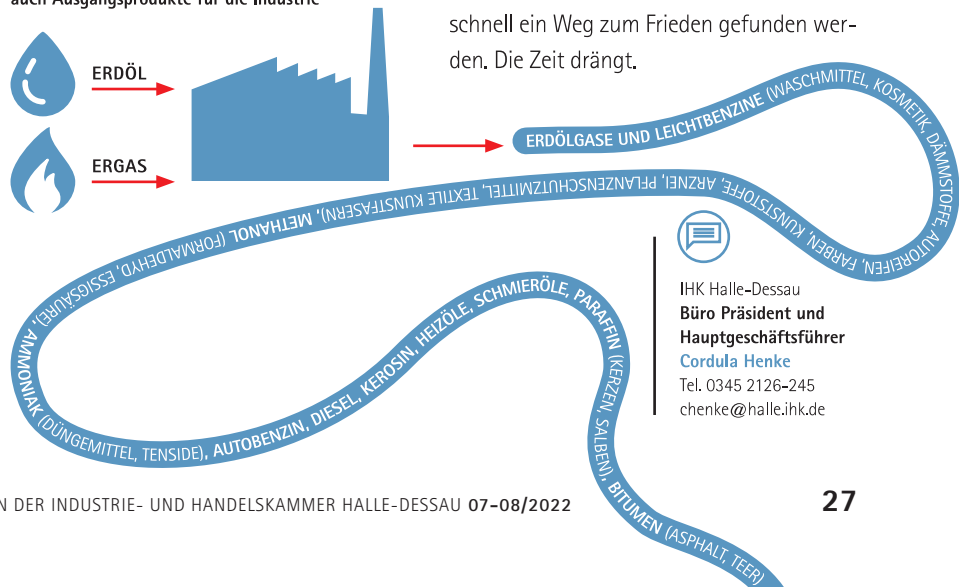 auch Ausgangsprodukte für die Industrie
schnell ein Weg zum Frieden gefunden wer-
den. Die Zeit drängt.
ERDÖL
ERGAS
ERDÖLGASE UND LEICHTBENZINE (WASCHMITTEL, KOSMETIK, DÄMMSTOFFE, AUTOREIFEN, FARBEN, KUNSTSTOFFE, ARZNEI, PFLANZENSCHUTZMITTEL, TEXTILE KUNSTFASERN), METHANOL (FORMALDEHYD, ESSIGSÄURE), AMMONIAK (DÜNGEMITTEL, TENSIDE), AUTOBENZIN, DIESEL, KEROSIN, HEIZÖLE, SCHMIERÖLE, PARAFFIN (KERZEN, SALBEN), BITUMEN (ASPHALT, TEER)
IHK Halle-Dessau
Büro Präsident und
Hauptgeschäftsführer
Cordula Henke
Tel. 0345 2126-245
chenke@halle.ihk.de
N DER INDUSTRIE- UND HANDELSKAMMER HALLE-DESSAU 07-08/2022
27